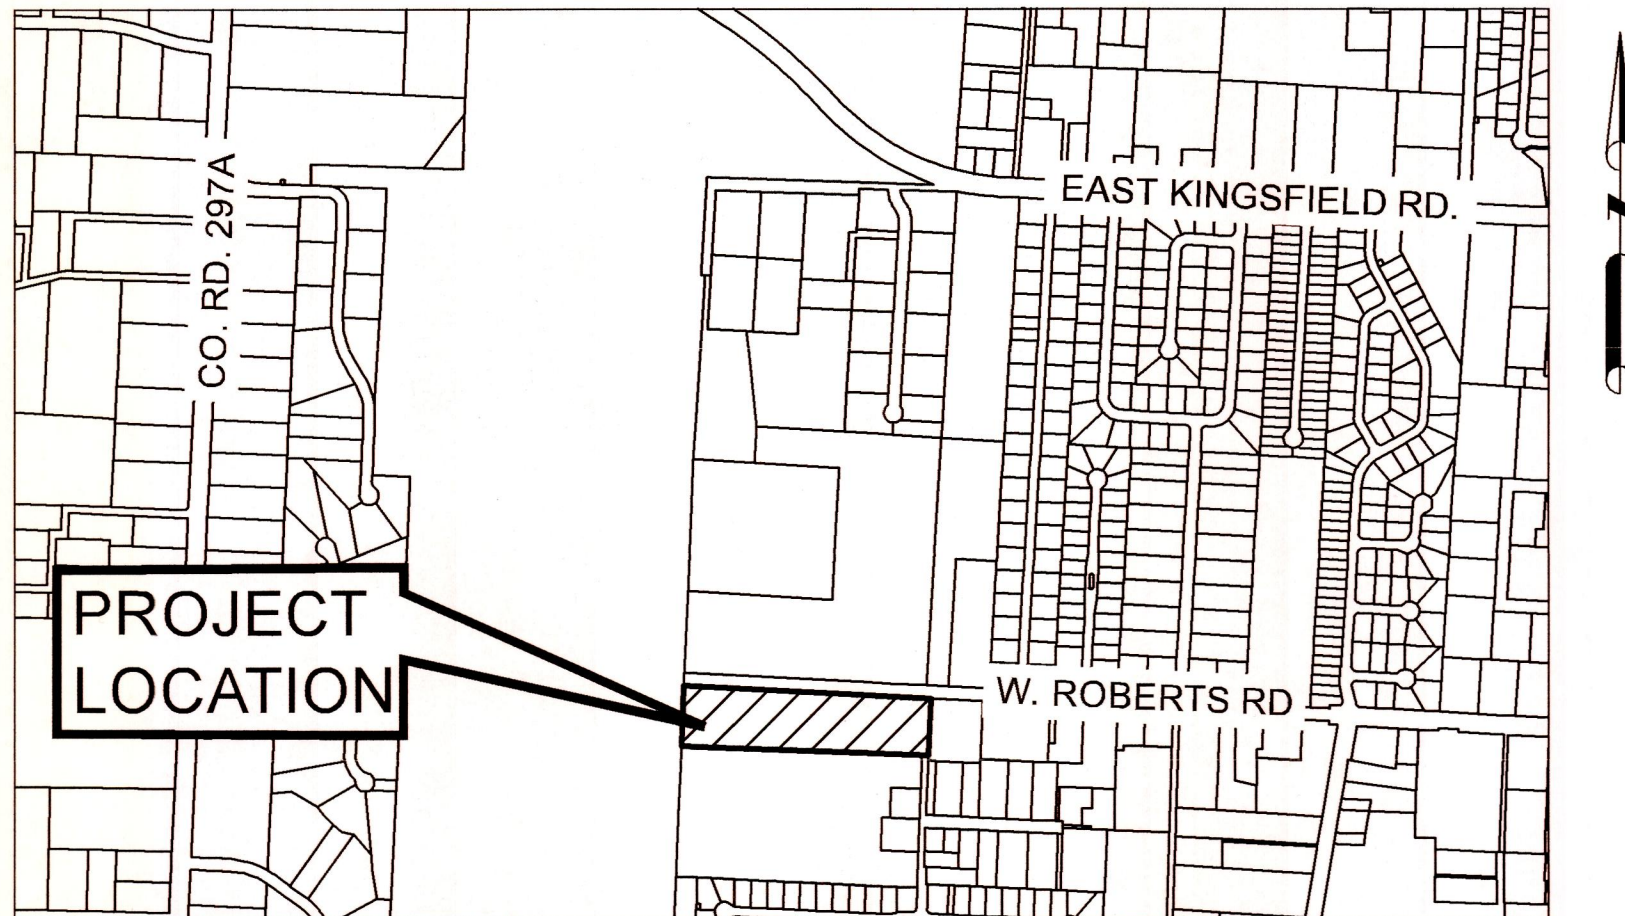 EAST KINGSFIELD RD.
CO. RD. 297A
PROJECT
LOCATION
W. ROBERTS RD